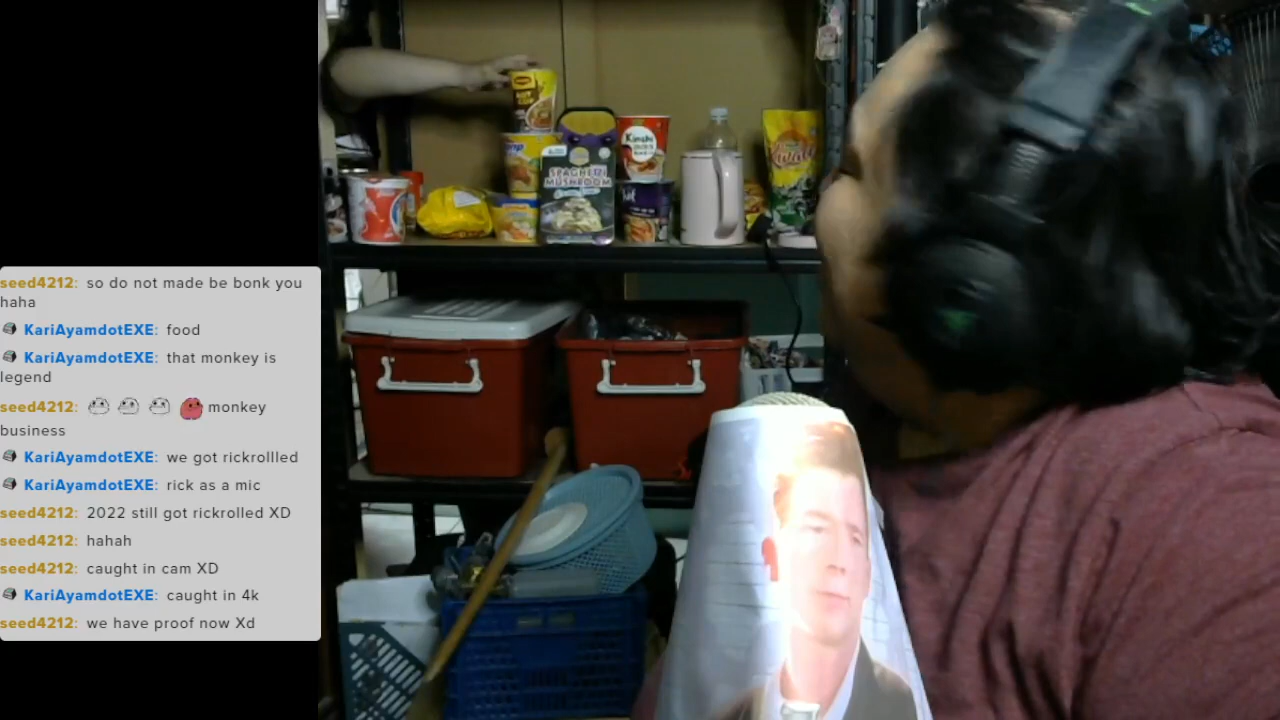 seed4212: so do not made be bonk you
haha
KariAyamdotEXE: food
KariAyamdotEXE: that monkey is
legend
seed4212: monkey
business
KariAyamdotEXE: we got rickrollled
KariAyamdotEXE: rick as a mic
seed4212: 2022 still got rickrolled XD
seed4212: hahah
seed4212: caught in cam XD
KariAyamdotEXE: caught in 4k
seed4212: we have proof now Xd
MAGGI
Kimchi
SPAGHETTI
MUSHROOM